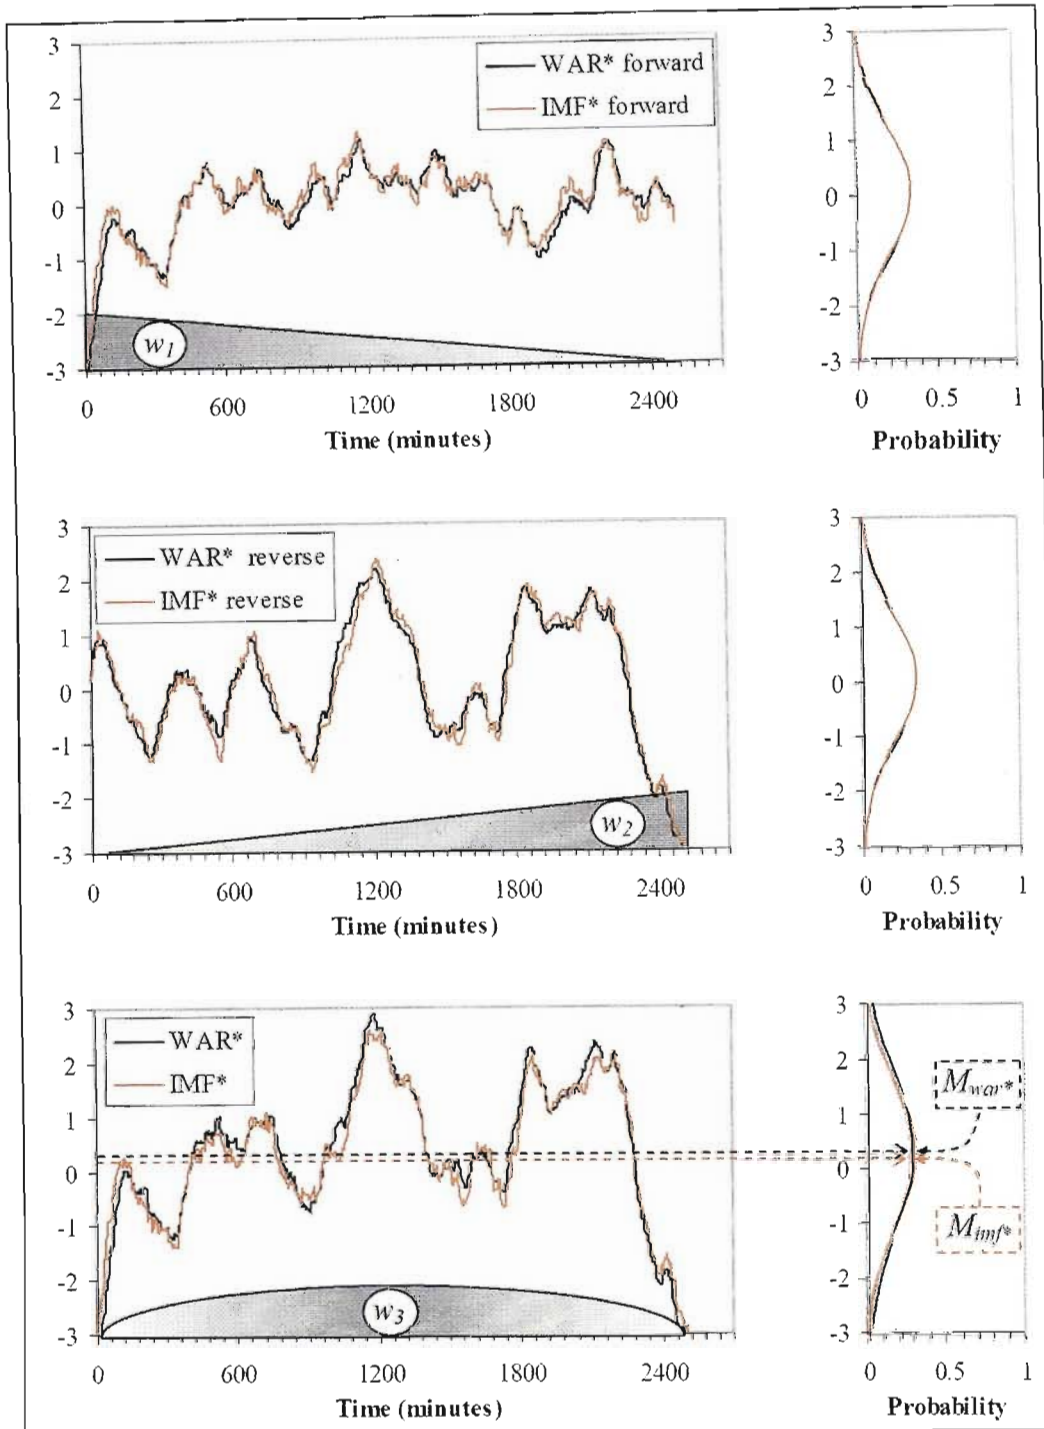 3
2
1
0
-1
-2
-3
WAR* forward
IMF* forward
w1
0 600 1200 1800 2400
Time (minutes)
3
2
1
0
-1
-2
-3
0 0.5 1
Probability
3
2
1
0
-1
-2
-3
WAR* reverse
IMF* reverse
w2
0 600 1200 1800 2400
Time (minutes)
3
2
1
0
-1
-2
-3
0 0.5 1
Probability
3
2
1
0
-1
-2
-3
WAR*
IMF*
w3
0 600 1200 1800 2400
Time (minutes)
3
2
1
0
-1
-2
-3
Mwar*
Mimf*
0 0.5 1
Probability